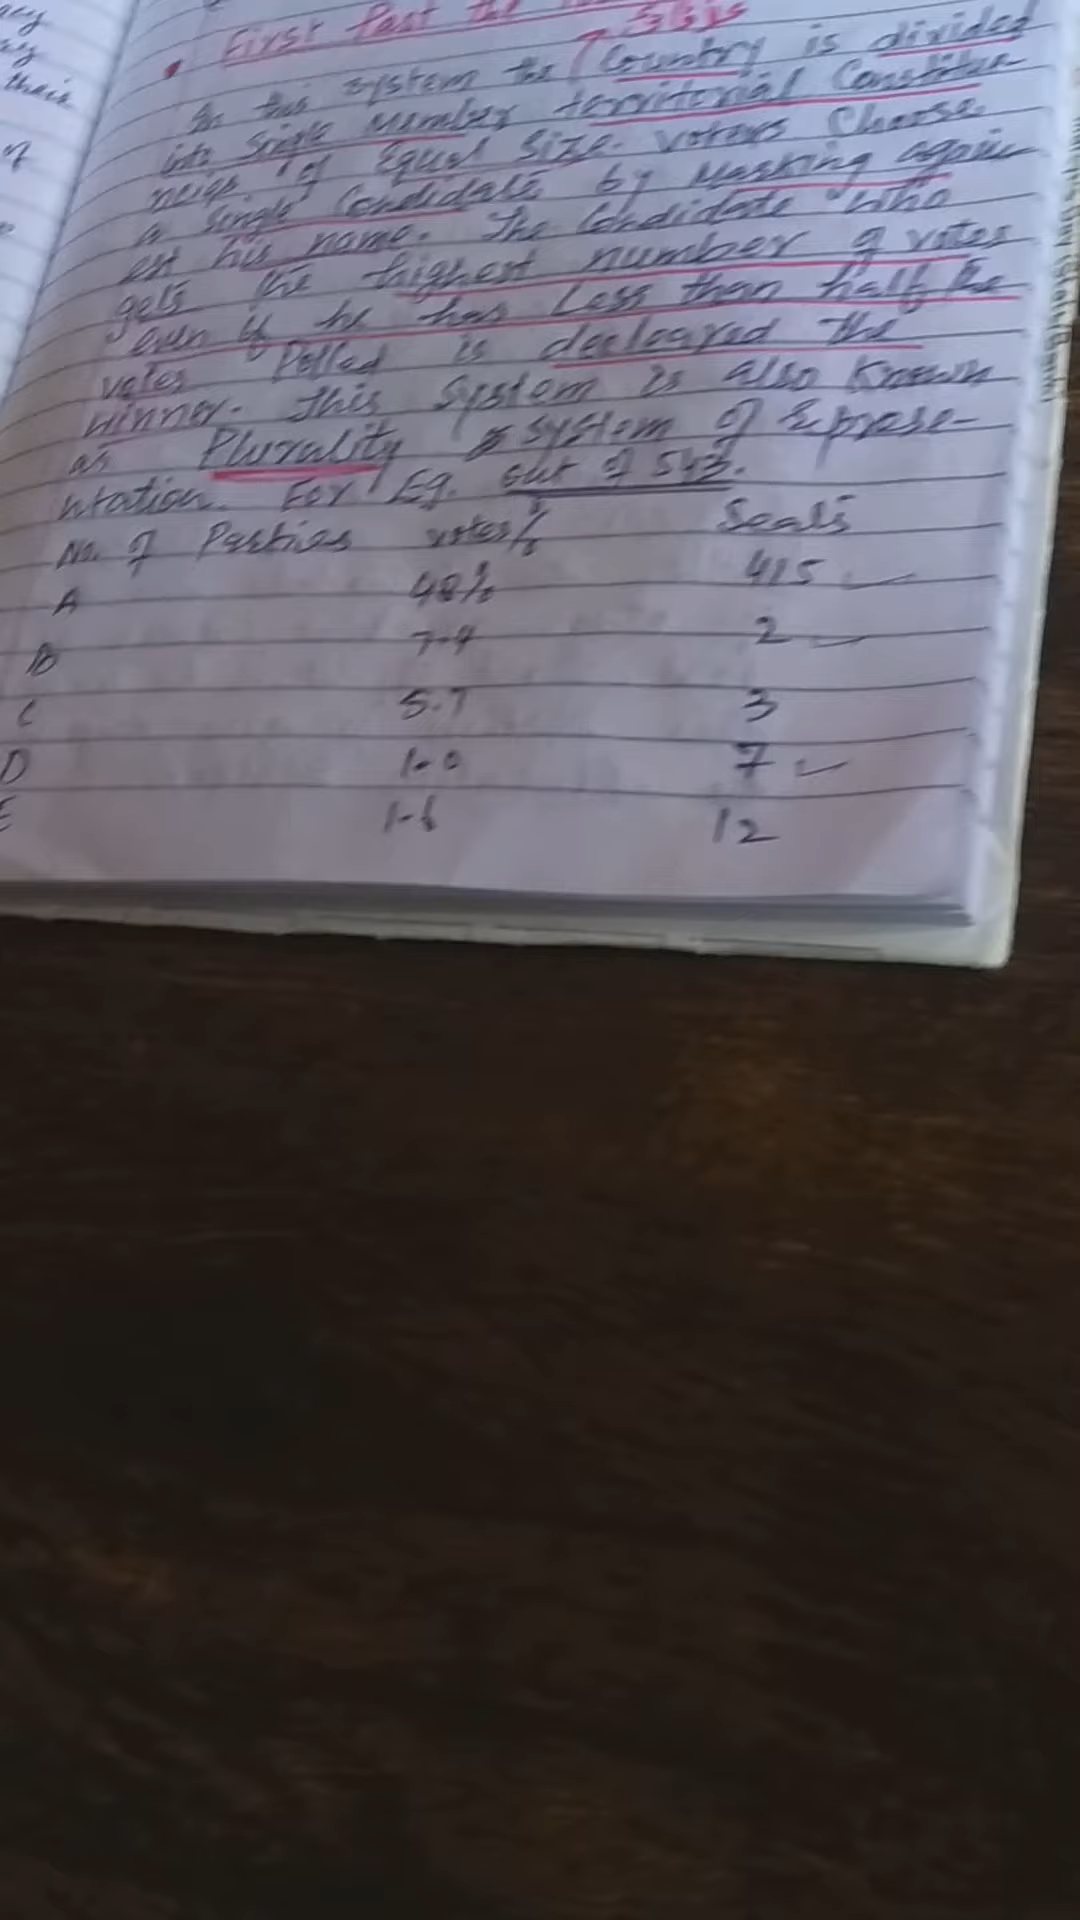 First Past the
In this system the Country is divided
into Single Member territorial Constitue
ncies of Equal Size. Voters Choose
a Single Candidate by Marking again
est his name. The Candidate who
gets the highest number of votes
even if he has Less than half the
votes Polled is decleared the
winner. This System is also Known
as Plurality System of Represe-
ntation. For Eg. Out of 543.
No. of Parties votes% Seats
A 48% 415
B 7.4 2
C 5.7 3
D 1.0 7
E 1.6 12